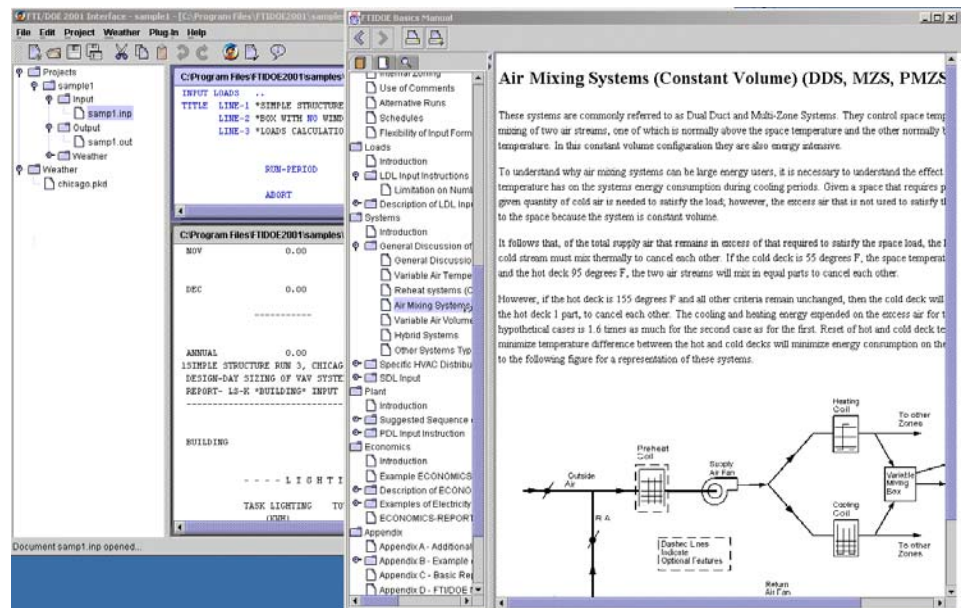 FTI/DOE 2001 Interface - sample1 - [C:\Program Files\FTIDOE2001\sample
File Edit Project Weather Plug-In Help
Projects
sample1
Input
samp1.inp
Output
samp1.out
Weather
Weather
chicago.pkd
C:\Program Files\FTIDOE2001\samples\
INPUT LOADS ..
TITLE LINE-1 *SIMPLE STRUCTURE
LINE-2 *BOX WITH NO WIND
LINE-3 *LOADS CALCULATIO
RUN-PERIOD
ABORT
C:\Program Files\FTIDOE2001\samples\
NOV 0.00
DEC 0.00
------------
ANNUAL 0.00
1SIMPLE STRUCTURE RUN 3, CHICAG
DESIGN-DAY SIZING OF VAV SYSTE
REPORT- LS-K *BUILDING* INPUT
BUILDING
- - - - L I G H T I
TASK LIGHTING TO
(KWH)
Document samp1.inp opened...
FTIDOE Basics Manual
Internal Zoning
Use of Comments
Alternative Runs
Schedules
Flexibility of Input Form
Loads
Introduction
LDL Input Instructions
Limitation on Numb
Description of LDL Inpu
Systems
Introduction
General Discussion of
General Discussio
Variable Air Tempe
Reheat systems (C
Air Mixing Systems
Variable Air Volume
Hybrid Systems
Other Systems Typ
Specific HVAC Distribu
SDL Input
Plant
Introduction
Suggested Sequence
PDL Input Instruction
Economics
Introduction
Example ECONOMICS
Description of ECONO
Examples of Electricity
ECONOMICS-REPORT
Appendix
Appendix A - Additional
Appendix B - Example
Appendix C - Basic Rep
Appendix D - FTI/DOE
Air Mixing Systems (Constant Volume) (DDS, MZS, PMZS
These systems are commonly referred to as Dual Duct and Multi-Zone Systems. They control space temp
mixing of two air streams, one of which is normally above the space temperature and the other normally b
temperature. In this constant volume configuration they are also energy intensive.
To understand why air mixing systems can be large energy users, it is necessary to understand the effect
temperature has on the systems energy consumption during cooling periods. Given a space that requires p
given quantity of cold air is needed to satisfy the load; however, the excess air that is not used to satisfy th
to the space because the system is constant volume.
It follows that, of the total supply air that remains in excess of that required to satisfy the space load, the
cold stream must mix thermally to cancel each other. If the cold deck is 55 degrees F, the space temperat
and the hot deck 95 degrees F, the two air streams will mix in equal parts to cancel each other.
However, if the hot deck is 155 degrees F and all other criteria remain unchanged, then the cold deck will
the hot deck 1 part, to cancel each other. The cooling and heating energy expended on the excess air for t
hypothetical cases is 1.6 times as much for the second case as for the first. Reset of hot and cold deck te
minimize temperature difference between the hot and cold decks will minimize energy consumption on the
to the following figure for a representation of these systems.
Heating
Coil
To other
Zones
Preheat
Coil
Supply
Air Fan
Outside
Air
Variable
Mixing
Box
Cooling
Coil
R A
Dashed Lines
Indicate
Optional Features
To other
Zones
Return
Air Fan